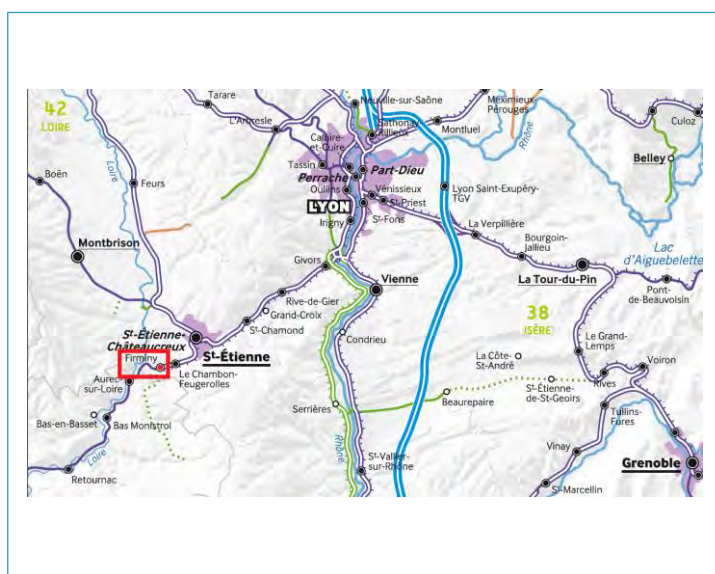 42
LOIRE
Tarare
L'Arbresle
Neuville-sur-Saône
Sathonay
Rillieux
Meximieux
Pérouges
Montluel
Rhône
Culoz
Belley
Caluire-
et-Cuire
Tassin
Perrache
Part-Dieu
Oullins
LYON
Irigny
Vénissieux
St-Priest
St-Fons
Lyon Saint-Exupéry-
TGV
La Verpillière
Bourgoin-
Jallieu
La Tour-du-Pin
Lac
d'Aiguebelette
Pont-
de-Beauvoisin
Boën
Feurs
Loire
Montbrison
Givors
Rive-de-Gier
Grand-Croix
St-Chamond
Vienne
Condrieu
38
ISÈRE
St-Étienne-
Châteaucreux
St-Étienne
Firminy
Le Chambon-
Feugerolles
Aurec-
sur-Loire
Bas-en-Basset
Bas Monistrol
Loire
Retournac
Serrières
Rhône
St-Vallier-
sur-Rhône
Beaurepaire
La Côte-
St-André
St-Étienne-
de-St-Geoirs
Le Grand-
Lemps
Rives
Voiron
Tullins-
Fures
Vinay
St-Marcellin
Grenoble